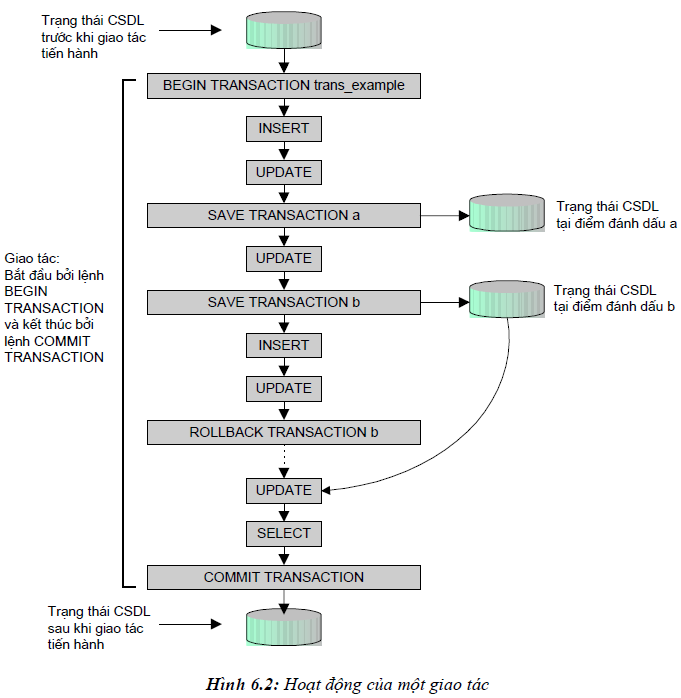 Trạng thái CSDL
trước khi giao tác
tiến hành
BEGIN TRANSACTION trans_example
INSERT
UPDATE
SAVE TRANSACTION a
Trạng thái CSDL
tại điểm đánh dấu a
UPDATE
Giao tác:
Bắt đầu bởi lệnh
BEGIN
TRANSACTION
và kết thúc bởi
lệnh COMMIT
TRANSACTION
SAVE TRANSACTION b
Trạng thái CSDL
tại điểm đánh dấu b
INSERT
UPDATE
ROLLBACK TRANSACTION b
UPDATE
SELECT
COMMIT TRANSACTION
Trạng thái CSDL
sau khi giao tác
tiến hành
Hình 6.2: Hoạt động của một giao tác